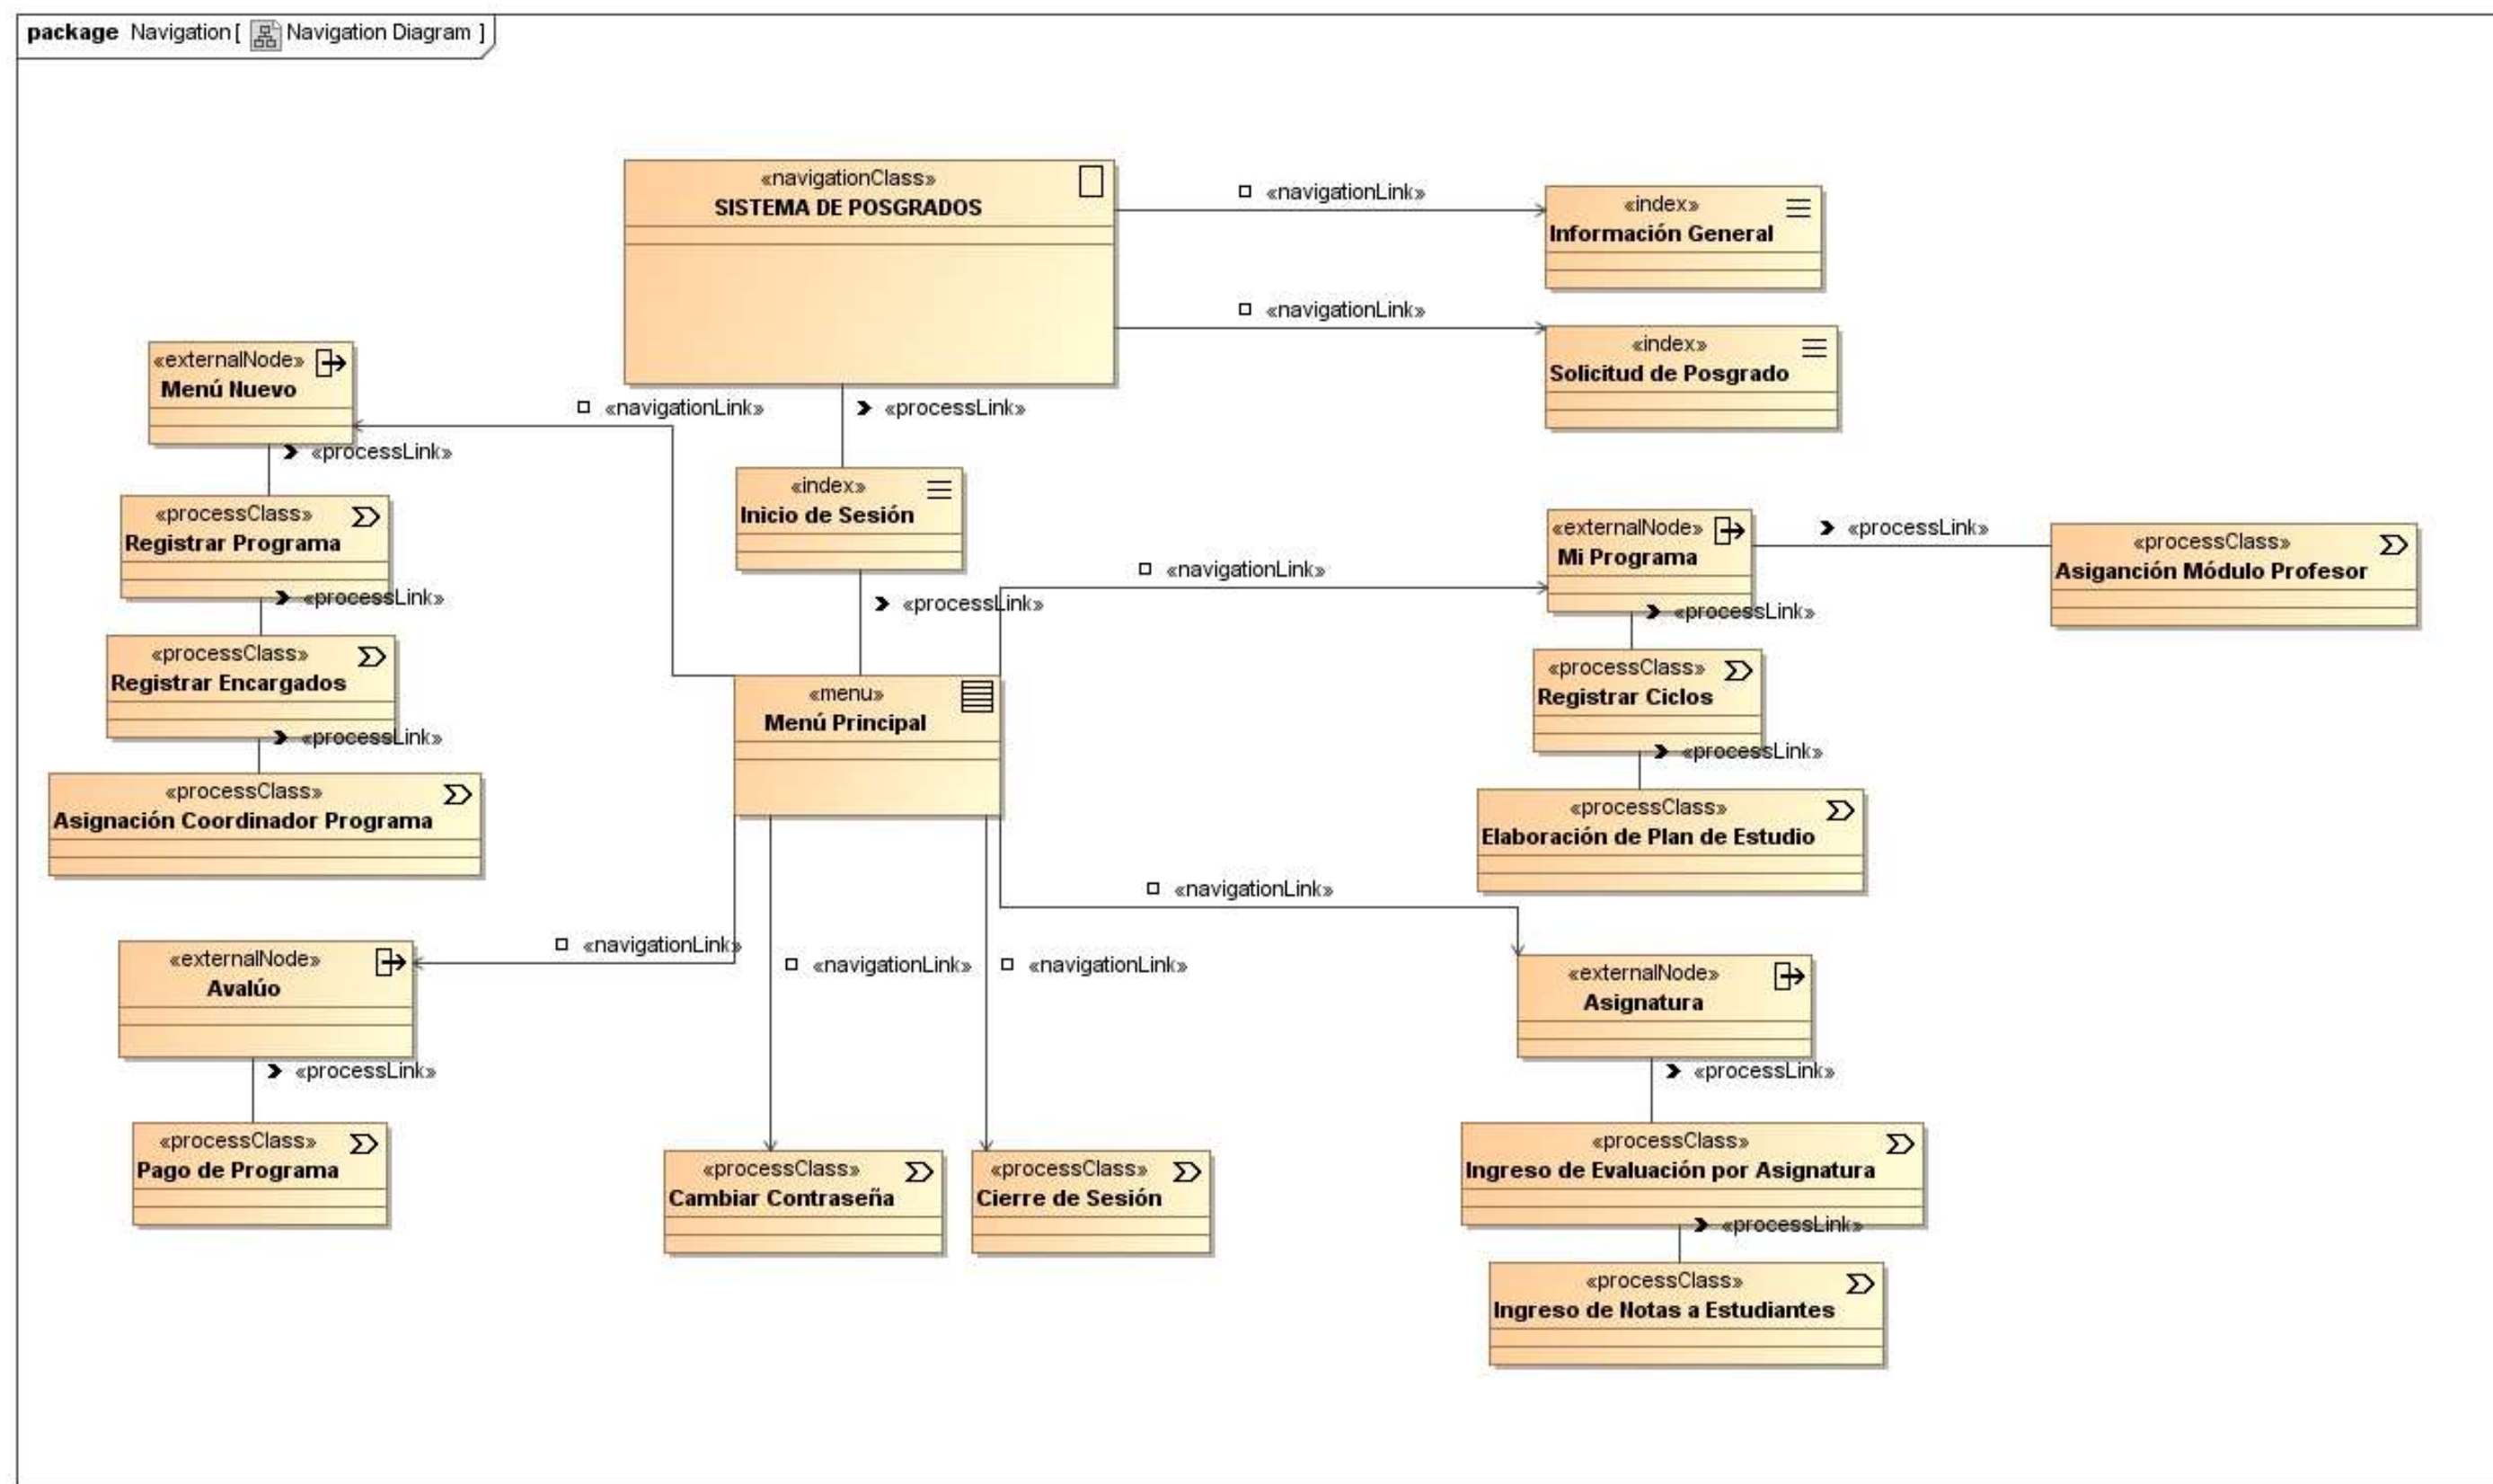 package Navigation[ Navigation Diagram ]
«navigationClass»
SISTEMA DE POSGRADOS
«navigationLink»
«index»
Información General
«navigationLink»
«index»
Solicitud de Posgrado
«externalNode»
Menú Nuevo
«navigationLink»
«processLink»
«processLink»
«processClass»
Registrar Programa
«processLink»
«index»
Inicio de Sesión
«processLink»
«navigationLink»
«externalNode»
Mi Programa
«processLink»
«processClass»
Asiganción Módulo Profesor
«processLink»
«processClass»
Registrar Encargados
«processLink»
«processClass»
Registrar Ciclos
«processLink»
«menu»
Menú Principal
«processClass»
Asignación Coordinador Programa
«processClass»
Elaboración de Plan de Estudio
«navigationLink»
«navigationLink»
«navigationLink»
«navigationLink»
«externalNode»
Avalúo
«externalNode»
Asignatura
«processLink»
«processLink»
«processClass»
Pago de Programa
«processClass»
Cambiar Contraseña
«processClass»
Cierre de Sesión
«processClass»
Ingreso de Evaluación por Asignatura
«processLink»
«processClass»
Ingreso de Notas a Estudiantes